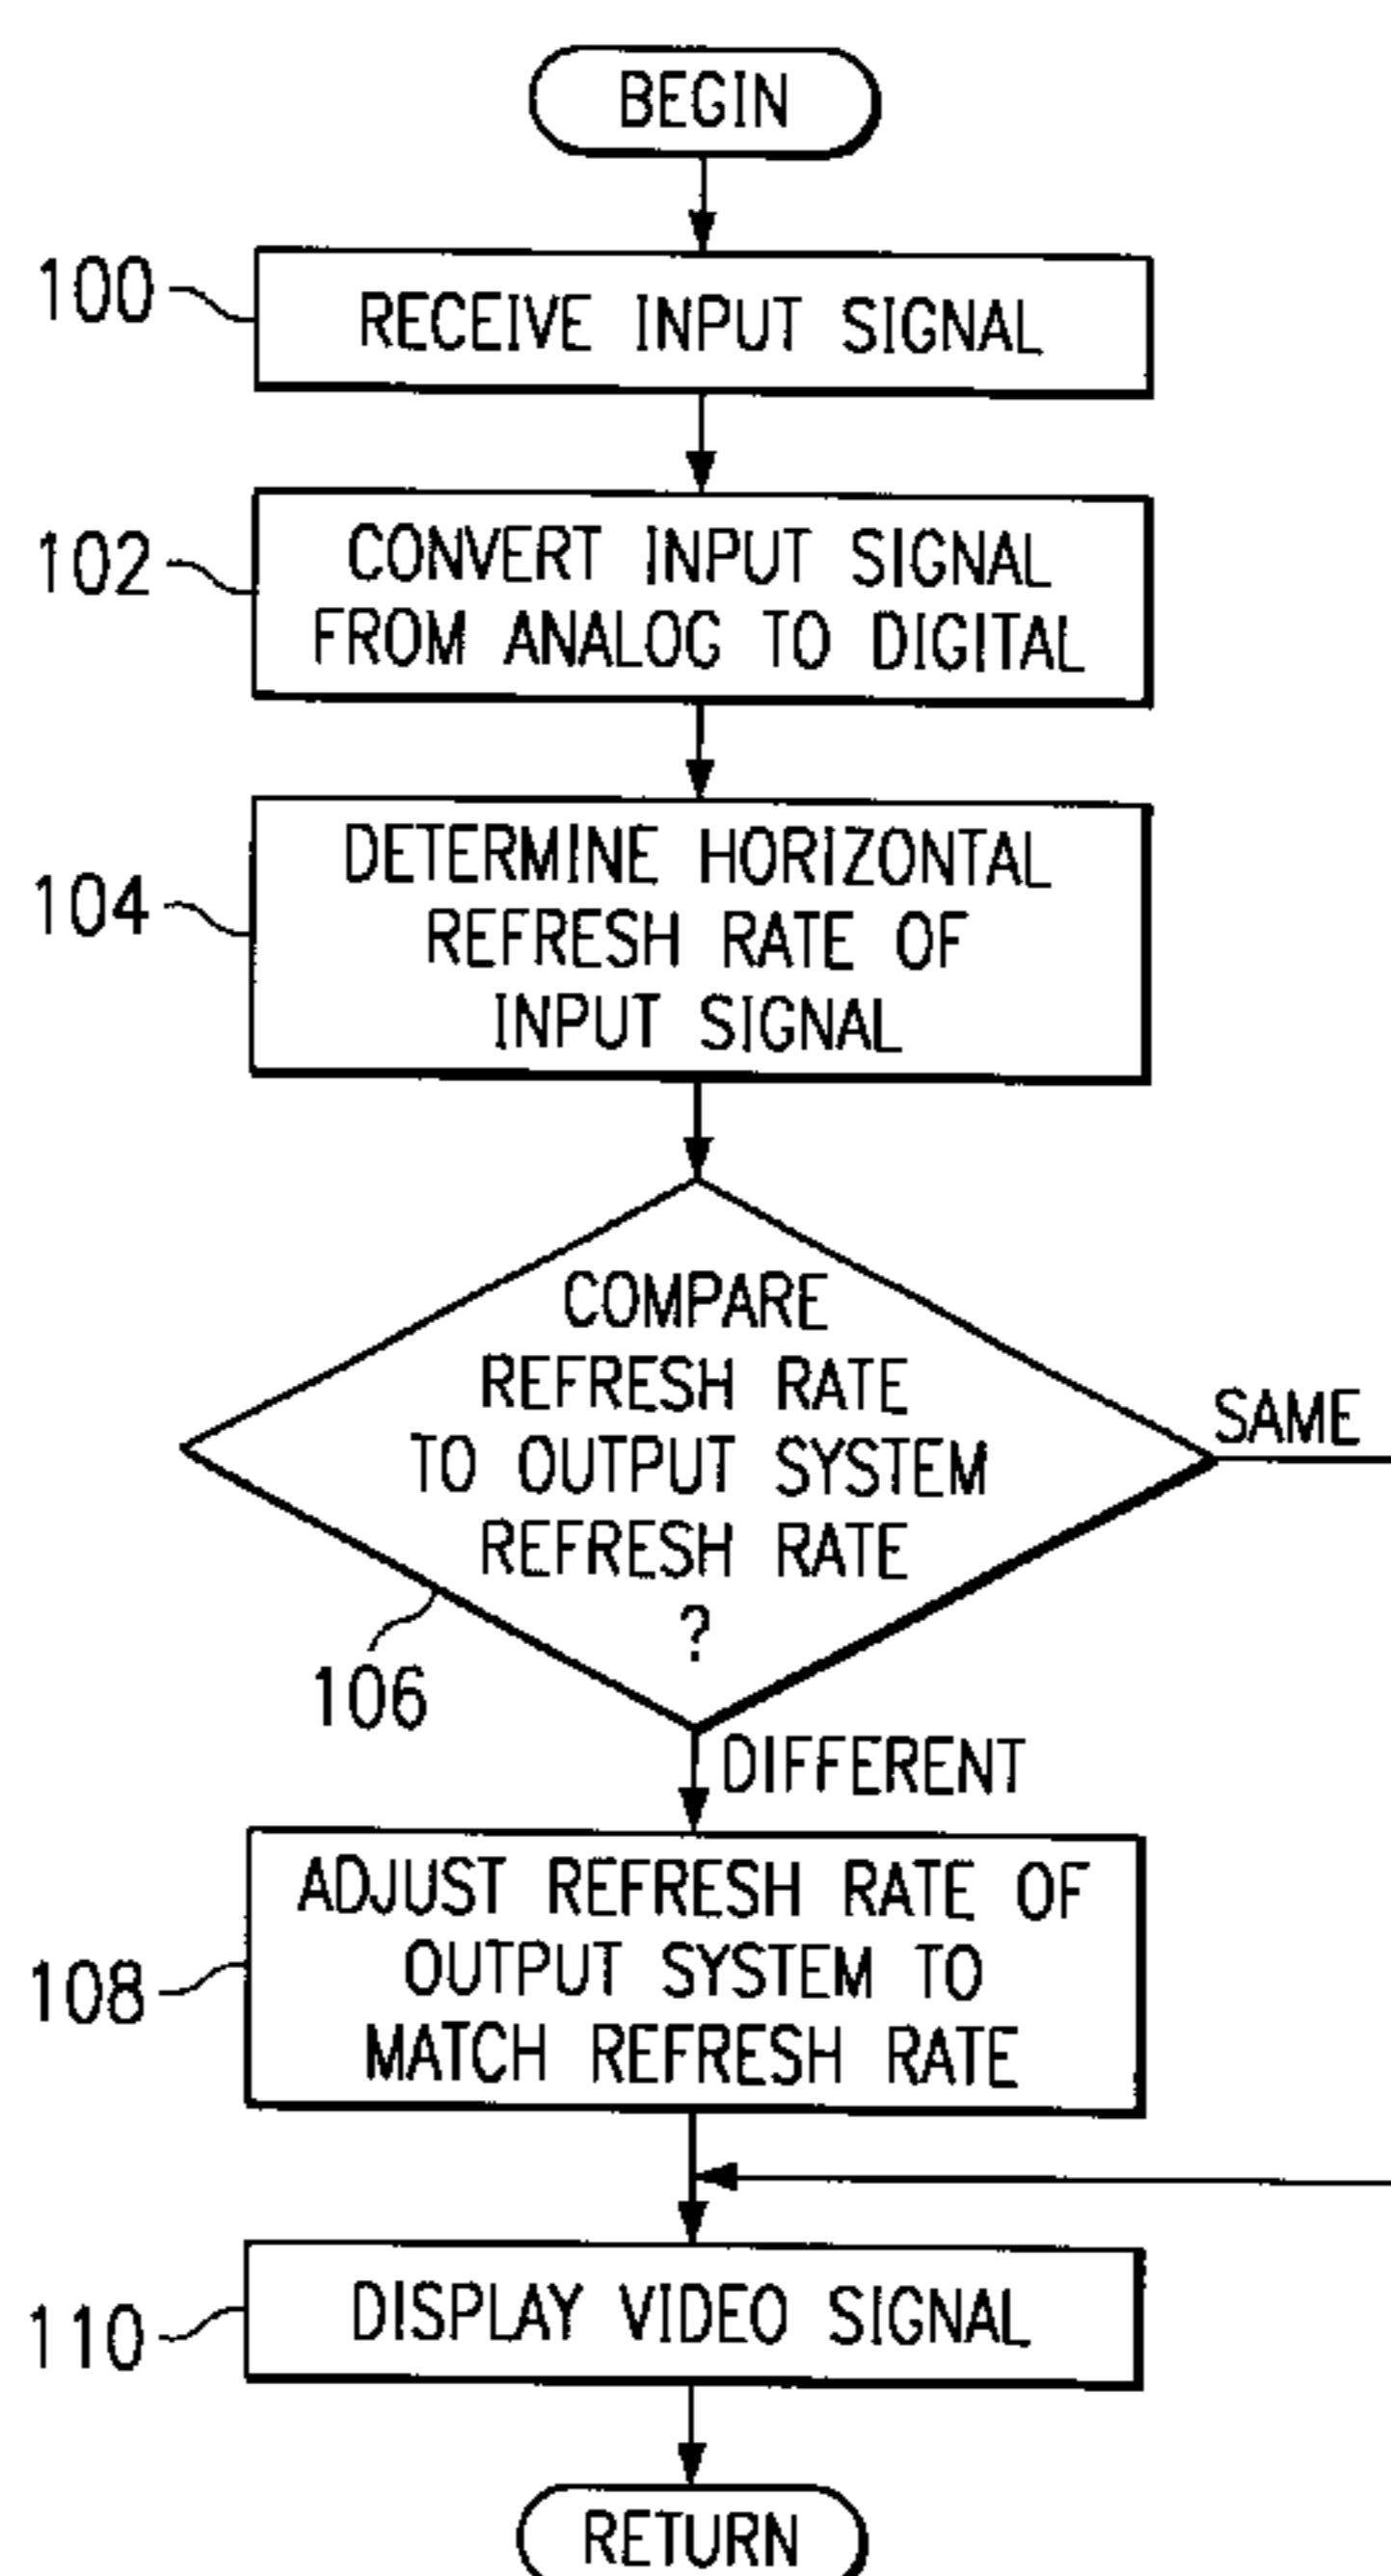 BEGIN
100
RECEIVE INPUT SIGNAL
102
CONVERT INPUT SIGNAL
FROM ANALOG TO DIGITAL
104
DETERMINE HORIZONTAL
REFRESH RATE OF
INPUT SIGNAL
COMPARE
REFRESH RATE
TO OUTPUT SYSTEM
REFRESH RATE
?
SAME
106
DIFFERENT
108
ADJUST REFRESH RATE OF
OUTPUT SYSTEM TO
MATCH REFRESH RATE
110
DISPLAY VIDEO SIGNAL
RETURN